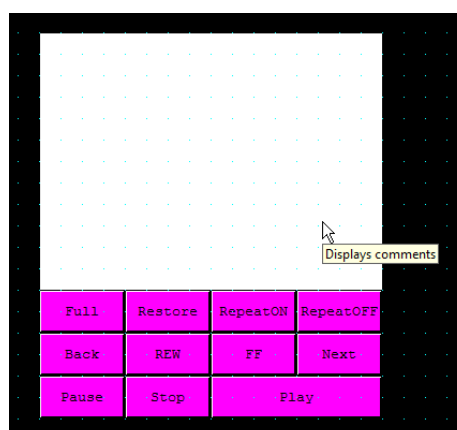 Displays comments
Full Restore RepeatON RepeatOFF
Back REW FF Next
Pause Stop Play